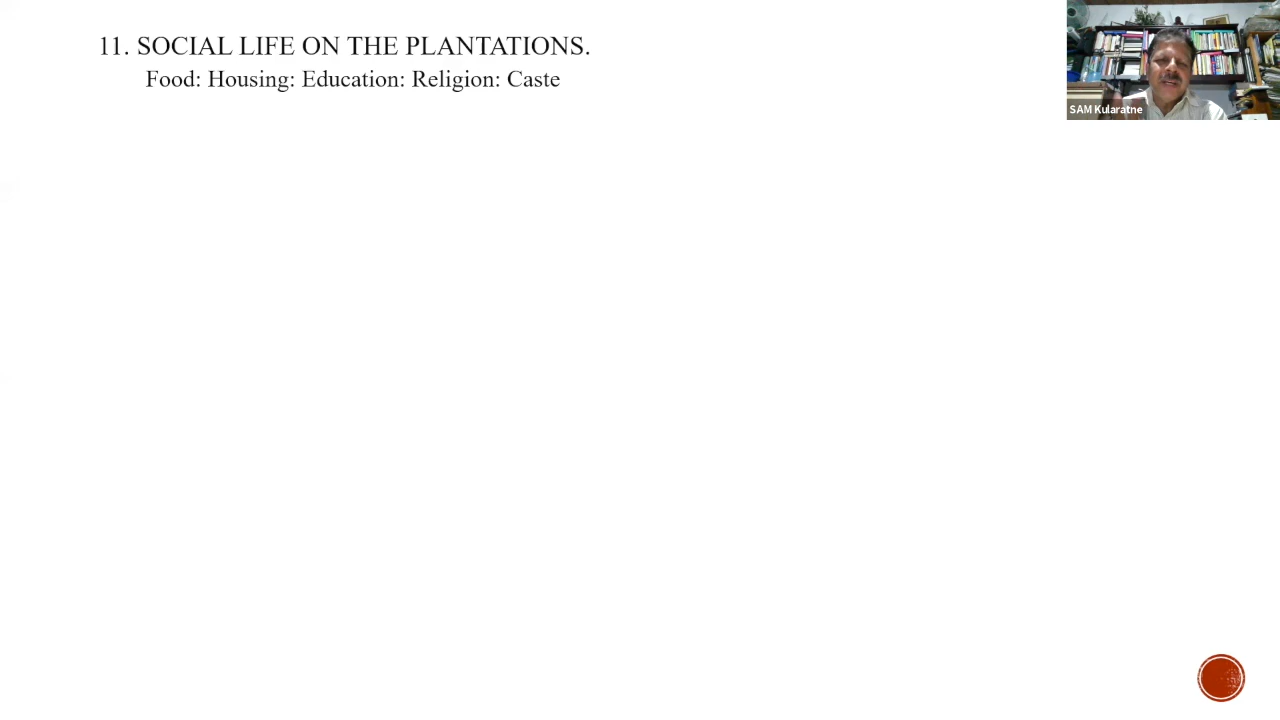 11. SOCIAL LIFE ON THE PLANTATIONS.
Food: Housing: Education: Religion: Caste
SAM Kularatne